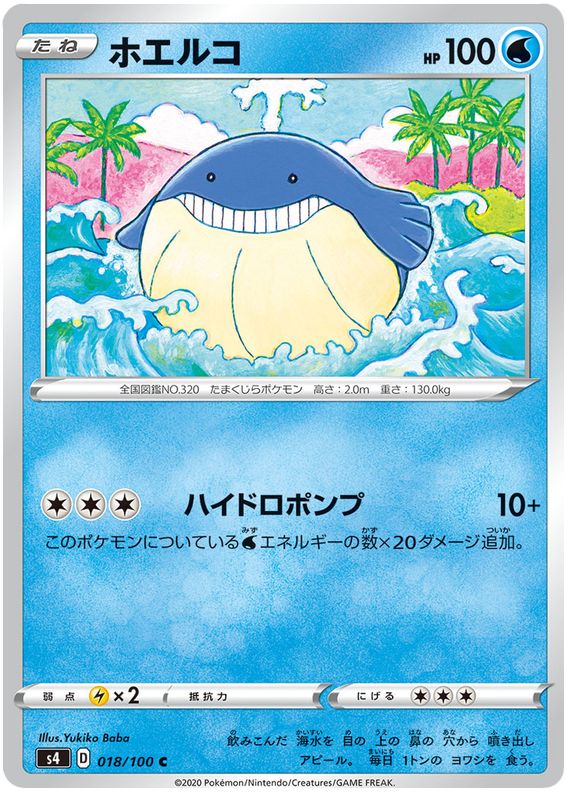 たね ホエルコ HP 100
全国図鑑NO.320 たまくじらポケモン 高さ:2.0m 重さ:130.0kg
ハイドロポンプ 10+
このポケモンについているエネルギーの数×20ダメージ追加。
弱点 ×2 抵抗力 にげる
Illus.Yukiko Baba
飲みこんだ 海水を 目の 上の 鼻の 穴から 噴き出し
アピール。 毎日 1トンの ヨワシを 食う。
S4 D 018/100 C
©2020 Pokémon/Nintendo/Creatures/GAME FREAK.